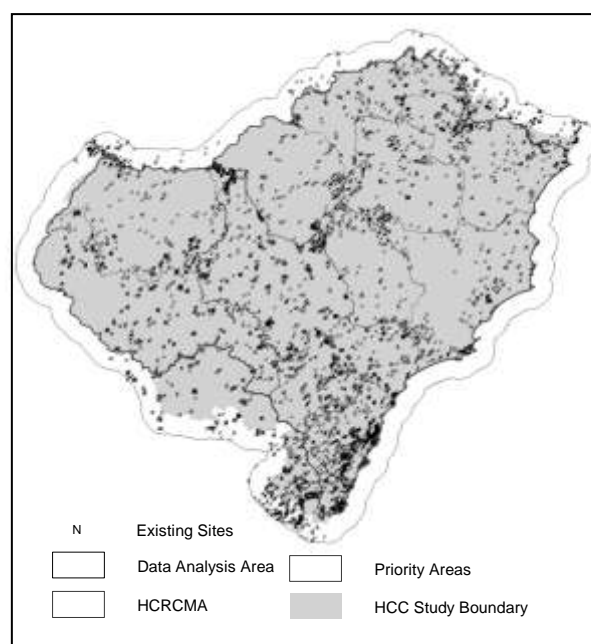 N Existing Sites
Data Analysis Area Priority Areas
HCRCMA HCC Study Boundary